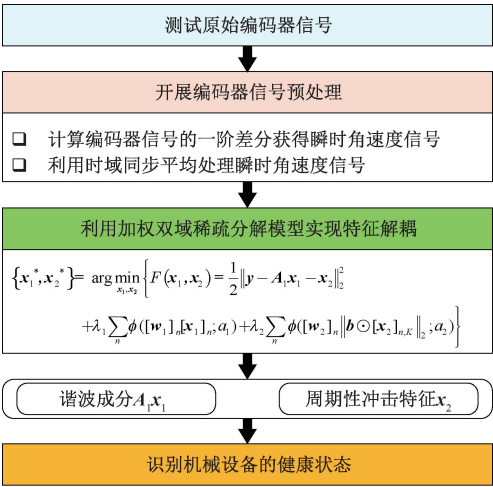 测试原始编码器信号
开展编码器信号预处理
❑ 计算编码器信号的一阶差分获得瞬时角速度信号
❑ 利用时域同步平均处理瞬时角速度信号
利用加权双域稀疏分解模型实现特征解耦
{x₁*,x₂*}= arg min_{x₁,x₂} {F(x₁,x₂)= 1/2 ‖y−A₁x₁−x₂‖₂²
+λ₁∑ₙϕ([w₁]ₙ[x₁]ₙ;a₁)+λ₂∑ₙϕ([w₂]ₙ‖b⊙[x₂]ₙ,K‖₂;a₂)}
谐波成分A₁x₁ 周期性冲击特征x₂
识别机械设备的健康状态